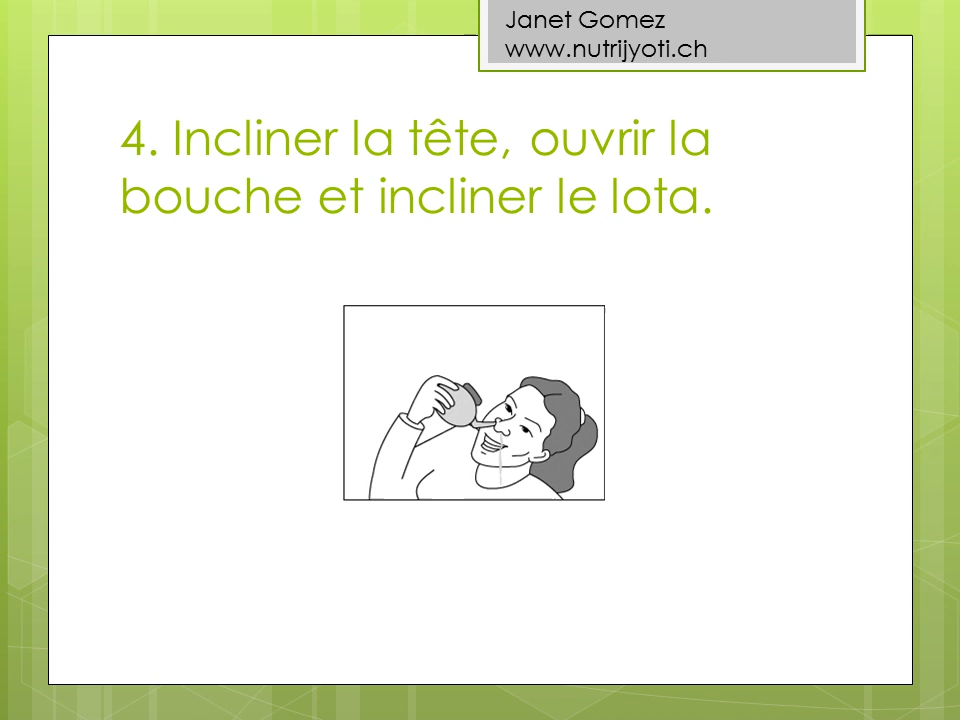 Janet Gomez
www.nutrijyoti.ch
4. Incliner la tête, ouvrir la
bouche et incliner le lota.